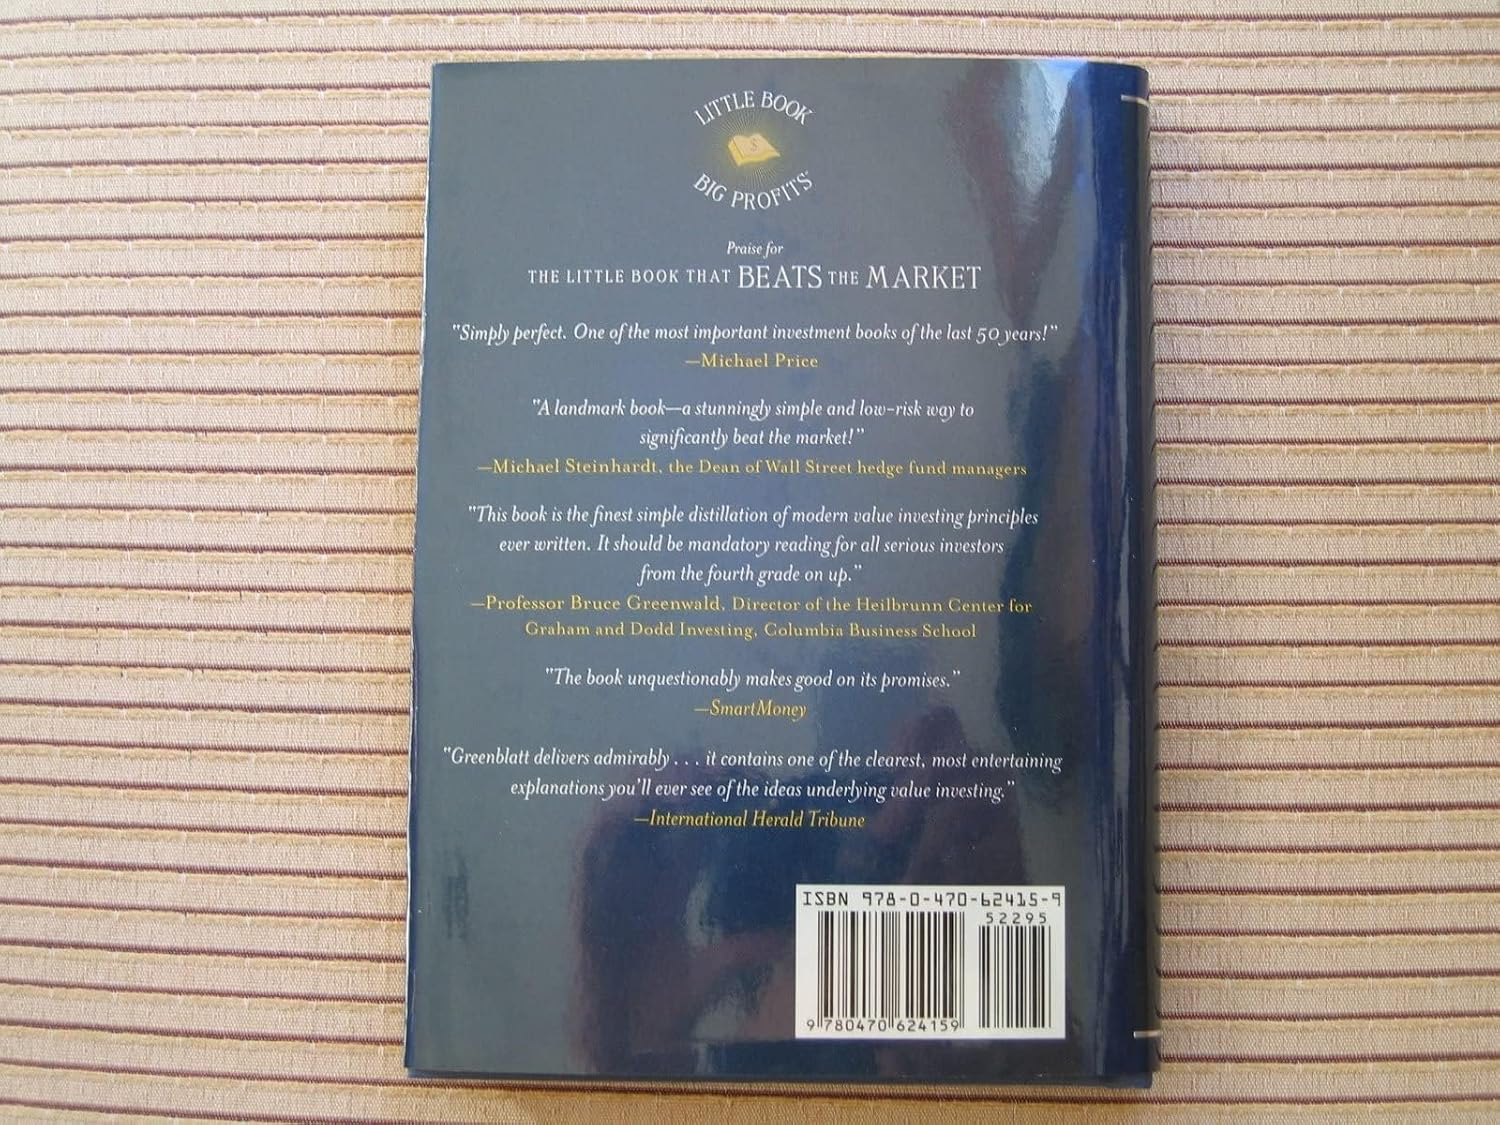 LITTLE BOOK
$
BIG PROFITS
Praise for
THE LITTLE BOOK THAT BEATS THE MARKET
"Simply perfect. One of the most important investment books of the last 50 years!"
—Michael Price
"A landmark book—a stunningly simple and low-risk way to
significantly beat the market!"
—Michael Steinhardt, the Dean of Wall Street hedge fund managers
"This book is the finest simple distillation of modern value investing principles
ever written. It should be mandatory reading for all serious investors
from the fourth grade on up."
—Professor Bruce Greenwald, Director of the Heilbrunn Center for
Graham and Dodd Investing, Columbia Business School
"The book unquestionably makes good on its promises."
—SmartMoney
"Greenblatt delivers admirably . . . it contains one of the clearest, most entertaining
explanations you'll ever see of the ideas underlying value investing."
—International Herald Tribune
ISBN 978-0-470-62415-9
52295
9 780470 624159